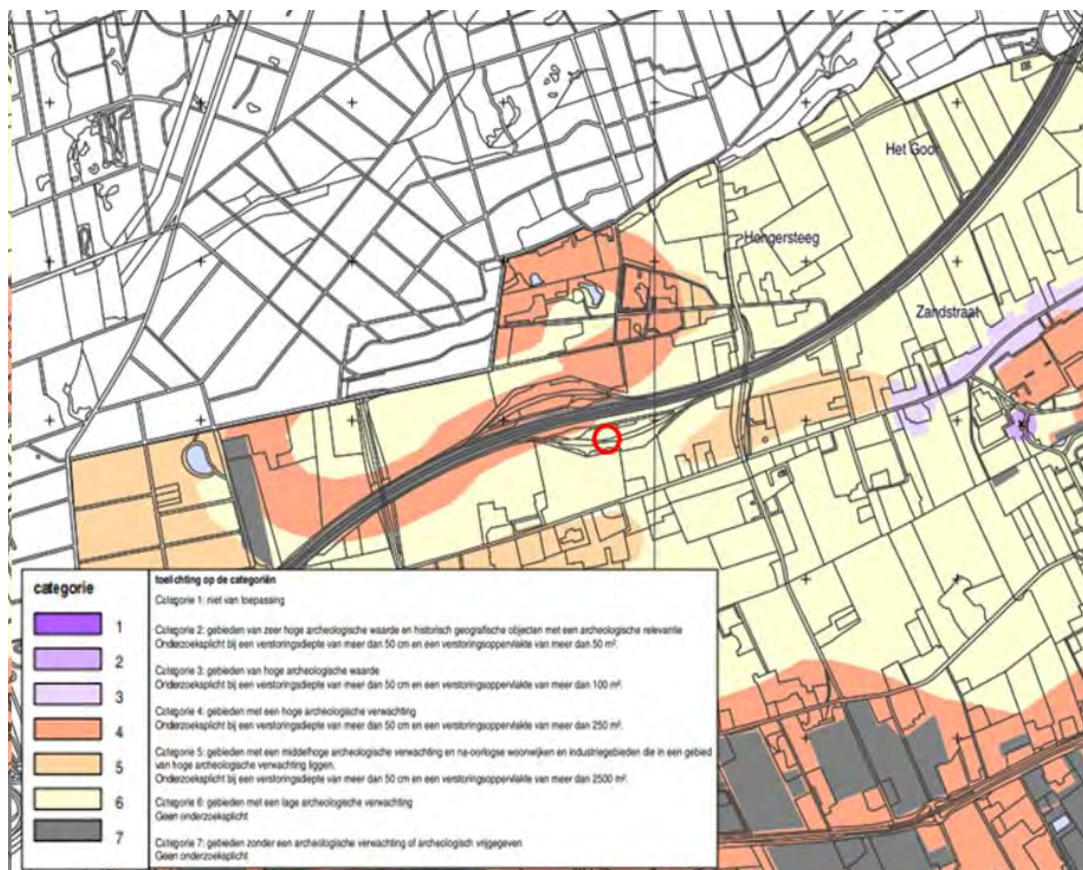 Het Goor
Hongersteeg
Zandstraat
categorie
1
2
3
4
5
6
7
toelichting op de categoriën
Categorie 1: niet van toepassing
Categorie 2: gebieden van zeer hoge archeologische waarde en historisch geografische objecten met een archeologische relevantie
Onderzoeksplicht bij een verstoringsdiepte van meer dan 50 cm en een verstoringsoppervlakte van meer dan 50 m².
Categorie 3: gebieden van hoge archeologische waarde
Onderzoeksplicht bij een verstoringsdiepte van meer dan 50 cm en een verstoringsoppervlakte van meer dan 100 m².
Categorie 4: gebieden met een hoge archeologische verwachting
Onderzoeksplicht bij een verstoringsdiepte van meer dan 50 cm en een verstoringsoppervlakte van meer dan 250 m².
Categorie 5: gebieden met een middelhoge archeologische verwachting en na-oorlogse woonwijken en industriegebieden die in een gebied
van hoge archeologische verwachting liggen.
Onderzoeksplicht bij een verstoringsdiepte van meer dan 50 cm en een verstoringsoppervlakte van meer dan 2500 m².
Categorie 6: gebieden met een lage archeologische verwachting
Geen onderzoeksplicht
Categorie 7: gebieden zonder een archeologische verwachting of archeologisch vrijgegeven
Geen onderzoeksplicht